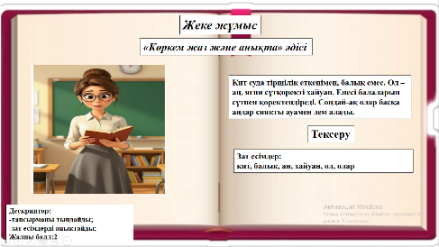 Жеке жұмыс
«Көркем жаз және анықта» әдісі
Кит суда тіршілік еткенімен, балық емес. Ол –
аң, яғни сүтқоректі хайуан. Енесі балаларын
сүтпен қоректендіреді. Сондай-ақ олар басқа
аңдар сияқты ауамен дем алады.
Тексеру
Зат есімдер:
кит, балық, аң, хайуан, ол, олар
Дескриптор:
-тапсырманы тыңдайды;
-зат есімдерді анықтайды;
Жалпы балл:2
Активация Windows